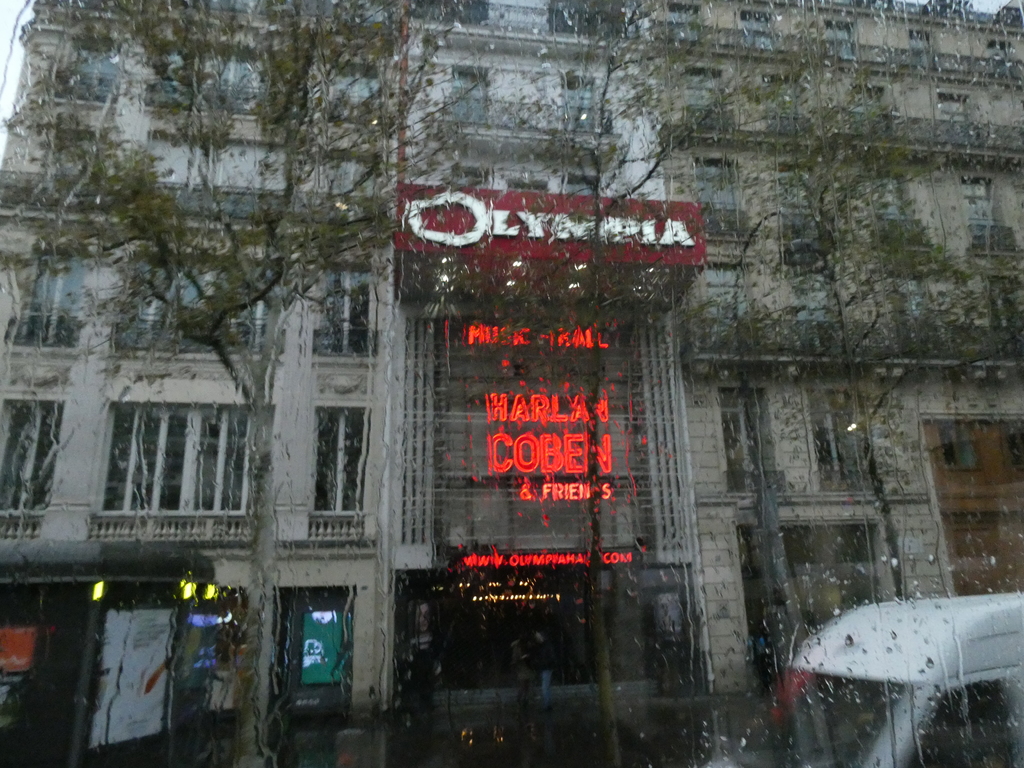 OLYMPIA
MUSIC-HALL
HARLAN
COBEN
& FRIENDS
WWW.OLYMPIAHALL.COM